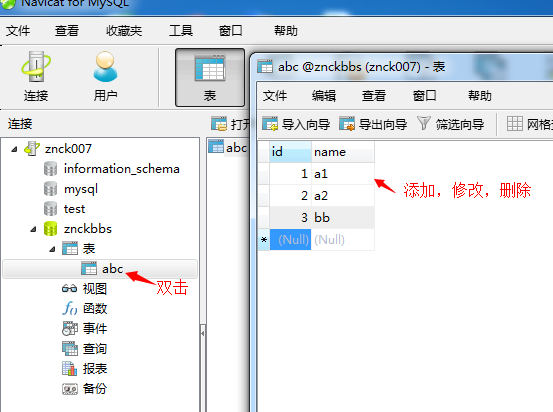 Navicat for MySQL
文件 查看 收藏夹 工具 窗口 帮助
连接 用户 表
连接
打开
znck007
information_schema
mysql
test
znckbbs
表
abc
视图
函数
事件
查询
报表
备份
双击
abc
abc @znckbbs (znck007) - 表
文件 编辑 查看 窗口 帮助
导入向导 导出向导 筛选向导 网格查
id name
1 a1
2 a2
3 bb
* (Null) (Null)
添加，修改，删除